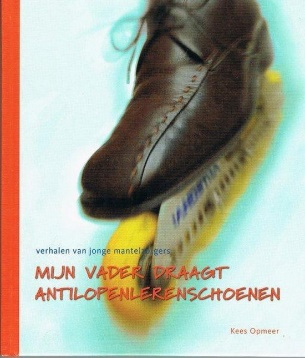 verhalen van jonge mantelzorgers
MIJN VADER DRAAGT
ANTILOPENLERENSCHOENEN
Kees Opmeer